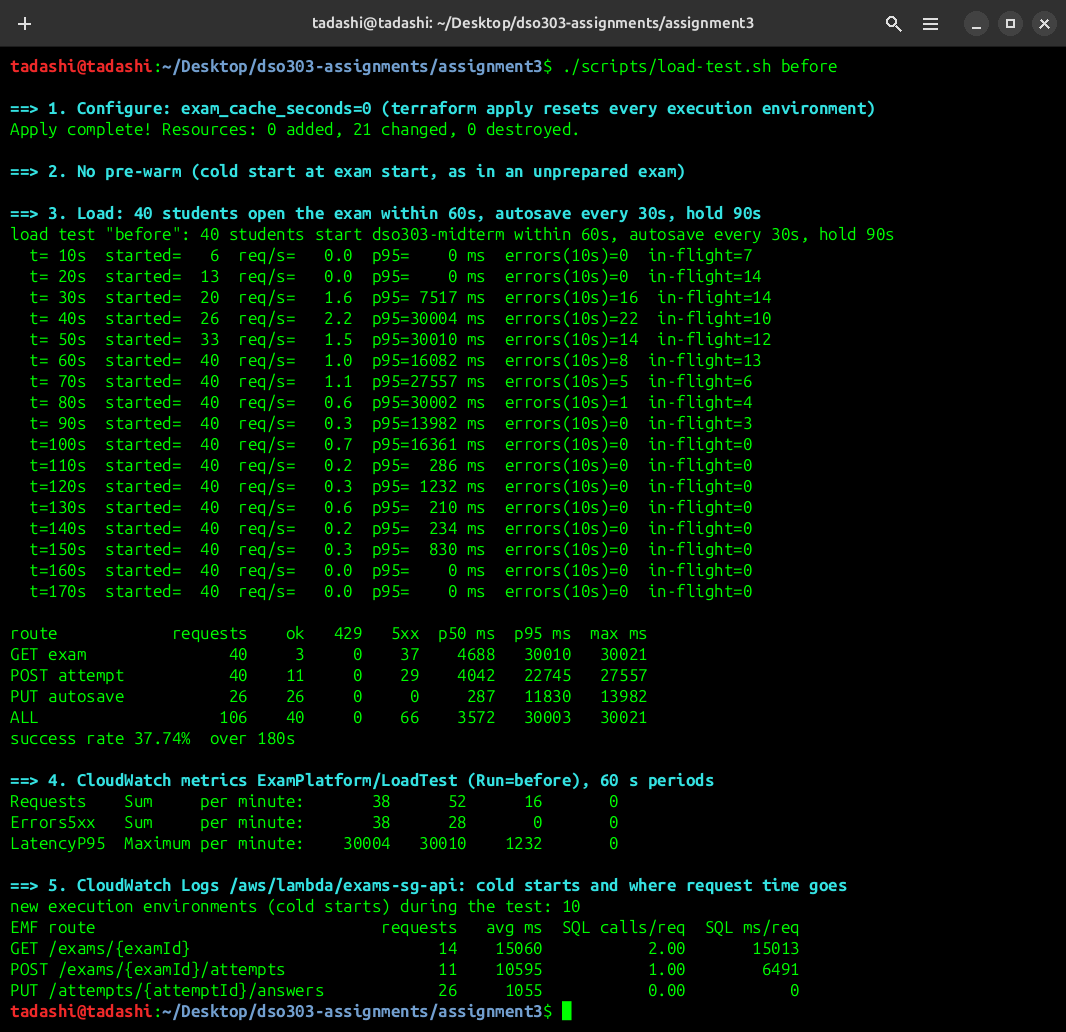 tadashi@tadashi: ~/Desktop/dso303-assignments/assignment3
tadashi@tadashi:~/Desktop/dso303-assignments/assignment3$ ./scripts/load-test.sh before
==> 1. Configure: exam_cache_seconds=0 (terraform apply resets every execution environment)
Apply complete! Resources: 0 added, 21 changed, 0 destroyed.
==> 2. No pre-warm (cold start at exam start, as in an unprepared exam)
==> 3. Load: 40 students open the exam within 60s, autosave every 30s, hold 90s
load test "before": 40 students start dso303-midterm within 60s, autosave every 30s, hold 90s
  t= 10s  started=   6  req/s=   0.0  p95=    0 ms  errors(10s)=0  in-flight=7
  t= 20s  started=  13  req/s=   0.0  p95=    0 ms  errors(10s)=0  in-flight=14
  t= 30s  started=  20  req/s=   1.6  p95= 7517 ms  errors(10s)=16  in-flight=14
  t= 40s  started=  26  req/s=   2.2  p95=30004 ms  errors(10s)=22  in-flight=10
  t= 50s  started=  33  req/s=   1.5  p95=30010 ms  errors(10s)=14  in-flight=12
  t= 60s  started=  40  req/s=   1.0  p95=16082 ms  errors(10s)=8  in-flight=13
  t= 70s  started=  40  req/s=   1.1  p95=27557 ms  errors(10s)=5  in-flight=6
  t= 80s  started=  40  req/s=   0.6  p95=30002 ms  errors(10s)=1  in-flight=4
  t= 90s  started=  40  req/s=   0.3  p95=13982 ms  errors(10s)=0  in-flight=3
  t=100s  started=  40  req/s=   0.7  p95=16361 ms  errors(10s)=0  in-flight=0
  t=110s  started=  40  req/s=   0.2  p95=  286 ms  errors(10s)=0  in-flight=0
  t=120s  started=  40  req/s=   0.3  p95= 1232 ms  errors(10s)=0  in-flight=0
  t=130s  started=  40  req/s=   0.6  p95=  210 ms  errors(10s)=0  in-flight=0
  t=140s  started=  40  req/s=   0.2  p95=  234 ms  errors(10s)=0  in-flight=0
  t=150s  started=  40  req/s=   0.3  p95=  830 ms  errors(10s)=0  in-flight=0
  t=160s  started=  40  req/s=   0.0  p95=    0 ms  errors(10s)=0  in-flight=0
  t=170s  started=  40  req/s=   0.0  p95=    0 ms  errors(10s)=0  in-flight=0
route            requests    ok   429   5xx  p50 ms  p95 ms  max ms
GET exam               40     3     0    37    4688   30010   30021
POST attempt           40    11     0    29    4042   22745   27557
PUT autosave           26    26     0     0     287   11830   13982
ALL                   106    40     0    66    3572   30003   30021
success rate 37.74%  over 180s
==> 4. CloudWatch metrics ExamPlatform/LoadTest (Run=before), 60 s periods
Requests    Sum     per minute:       38      52      16       0
Errors5xx   Sum     per minute:       38      28       0       0
LatencyP95  Maximum per minute:    30004   30010    1232       0
==> 5. CloudWatch Logs /aws/lambda/exams-sg-api: cold starts and where request time goes
new execution environments (cold starts) during the test: 10
EMF route                              requests   avg ms  SQL calls/req  SQL ms/req
GET /exams/{examId}                          14    15060           2.00       15013
POST /exams/{examId}/attempts                11    10595           1.00        6491
PUT /attempts/{attemptId}/answers            26     1055           0.00           0
tadashi@tadashi:~/Desktop/dso303-assignments/assignment3$